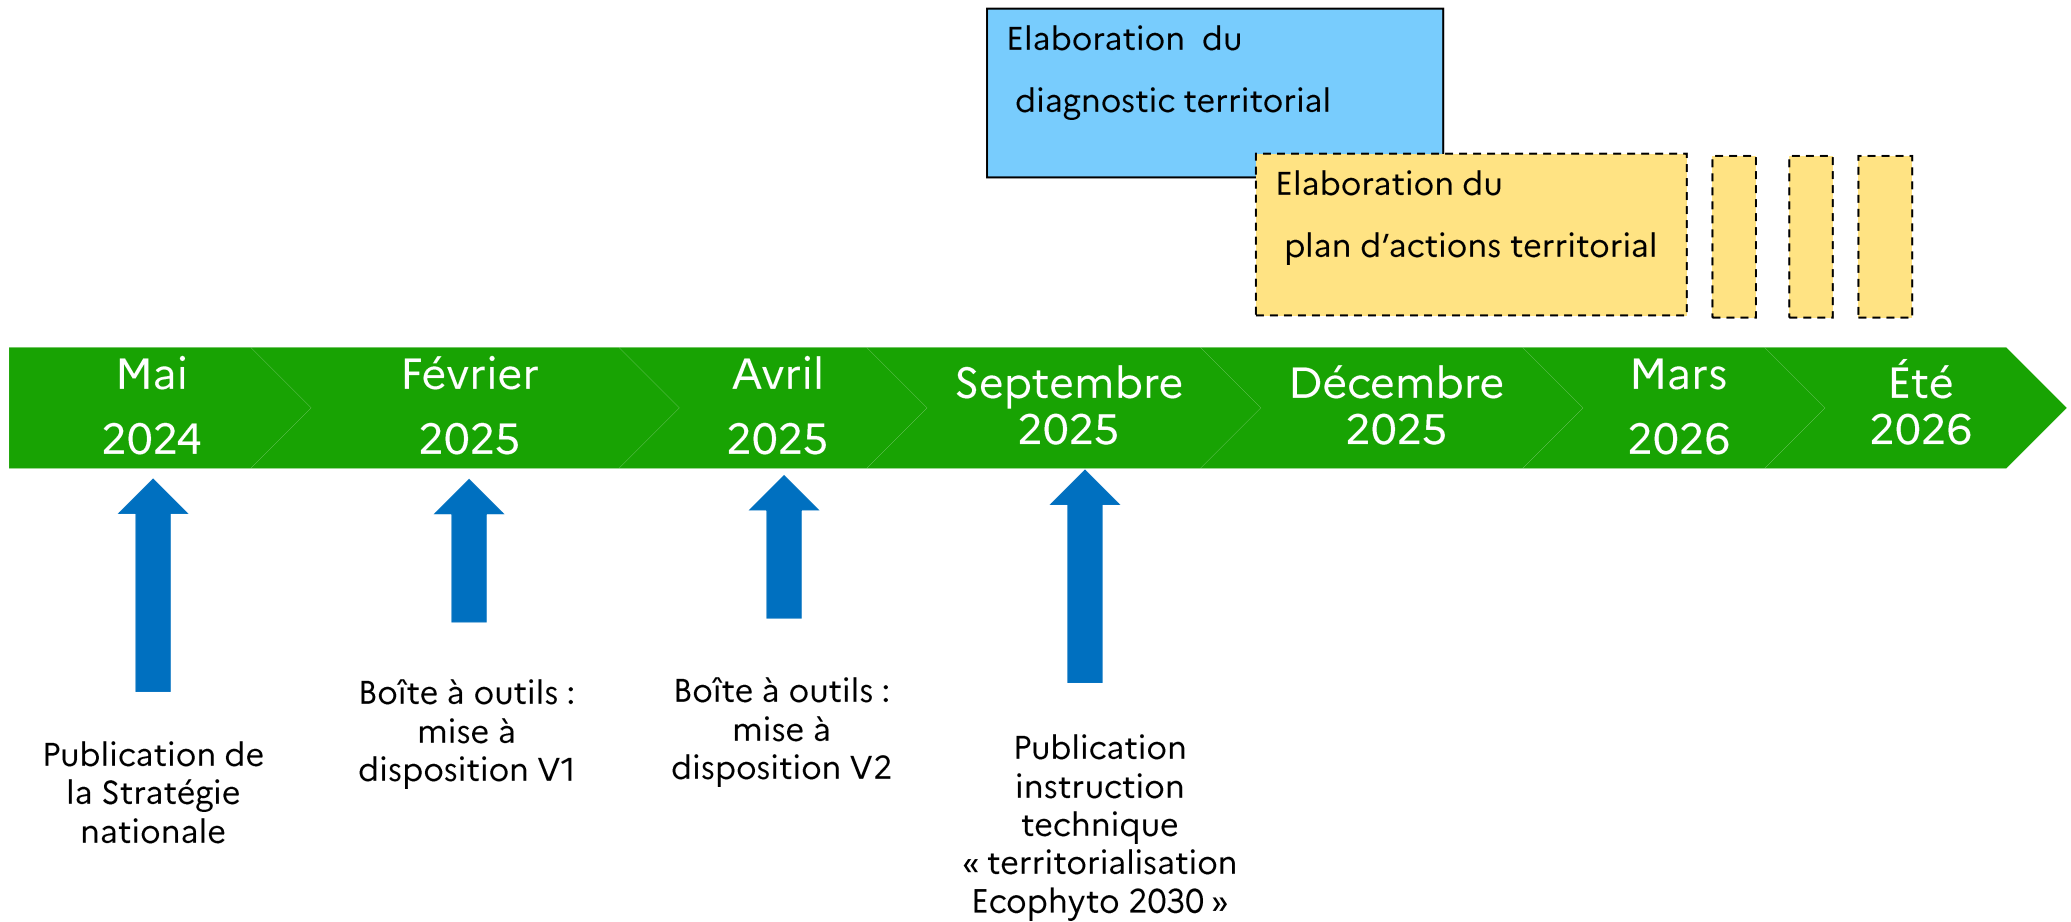 Elaboration du
diagnostic territorial
Elaboration du
plan d’actions territorial
Mai
2024
Février
2025
Avril
2025
Septembre
2025
Décembre
2025
Mars
2026
Été
2026
Publication de
la Stratégie
nationale
Boîte à outils :
mise à
disposition V1
Boîte à outils :
mise à
disposition V2
Publication
instruction
technique
« territorialisation
Ecophyto 2030 »